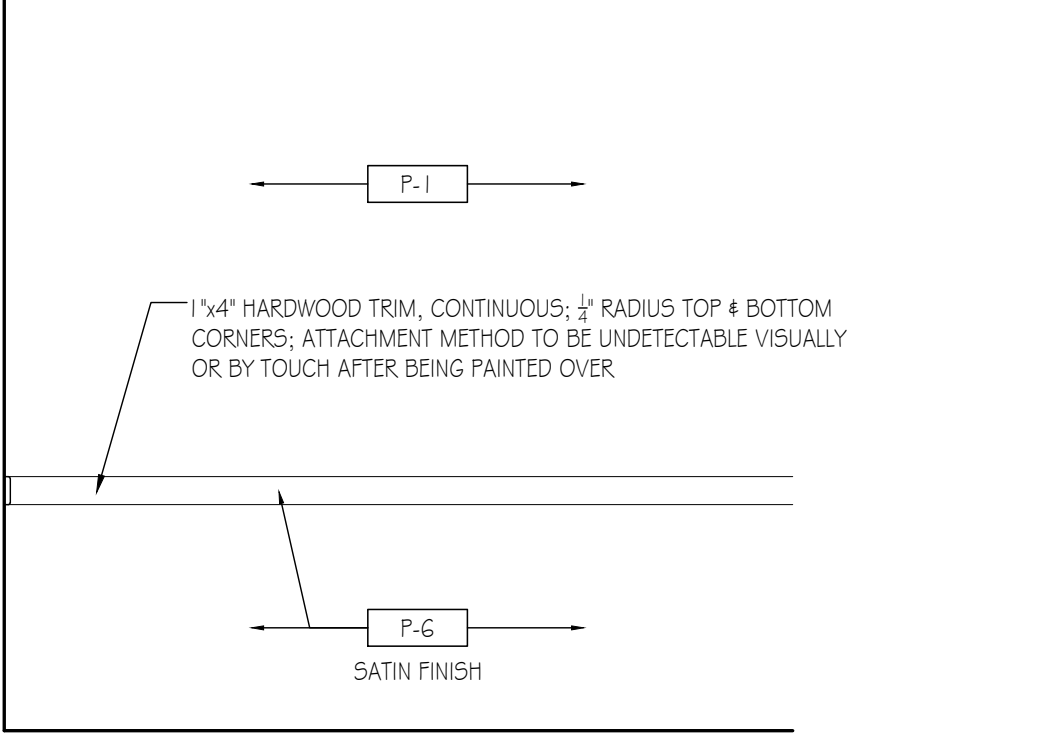 P-1
1"x4" HARDWOOD TRIM, CONTINUOUS; 1/4" RADIUS TOP & BOTTOM
CORNERS; ATTACHMENT METHOD TO BE UNDETECTABLE VISUALLY
OR BY TOUCH AFTER BEING PAINTED OVER
P-6
SATIN FINISH